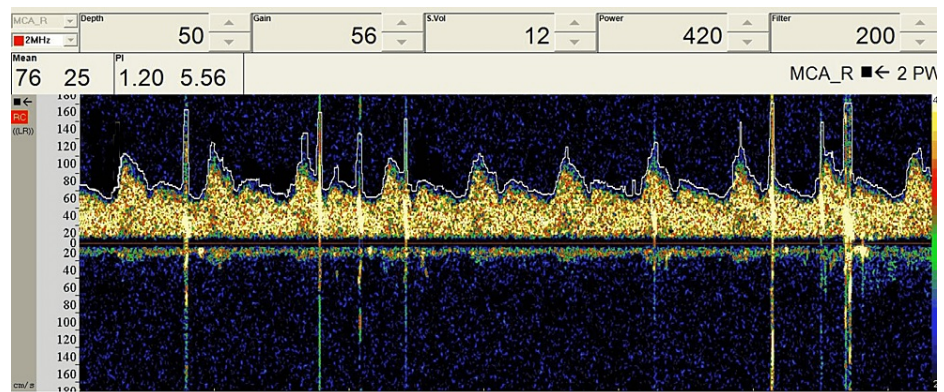 MCA_R Depth Gain S.Vol Power Filter
2MHz 50 56 12 420 200
Mean PI
76 25 1.20 5.56 MCA_R ■← 2 PW
■←
RC
((LR))
180
160
140
120
100
80
60
40
20
0
20
40
60
80
100
120
140
160
180
cm/s